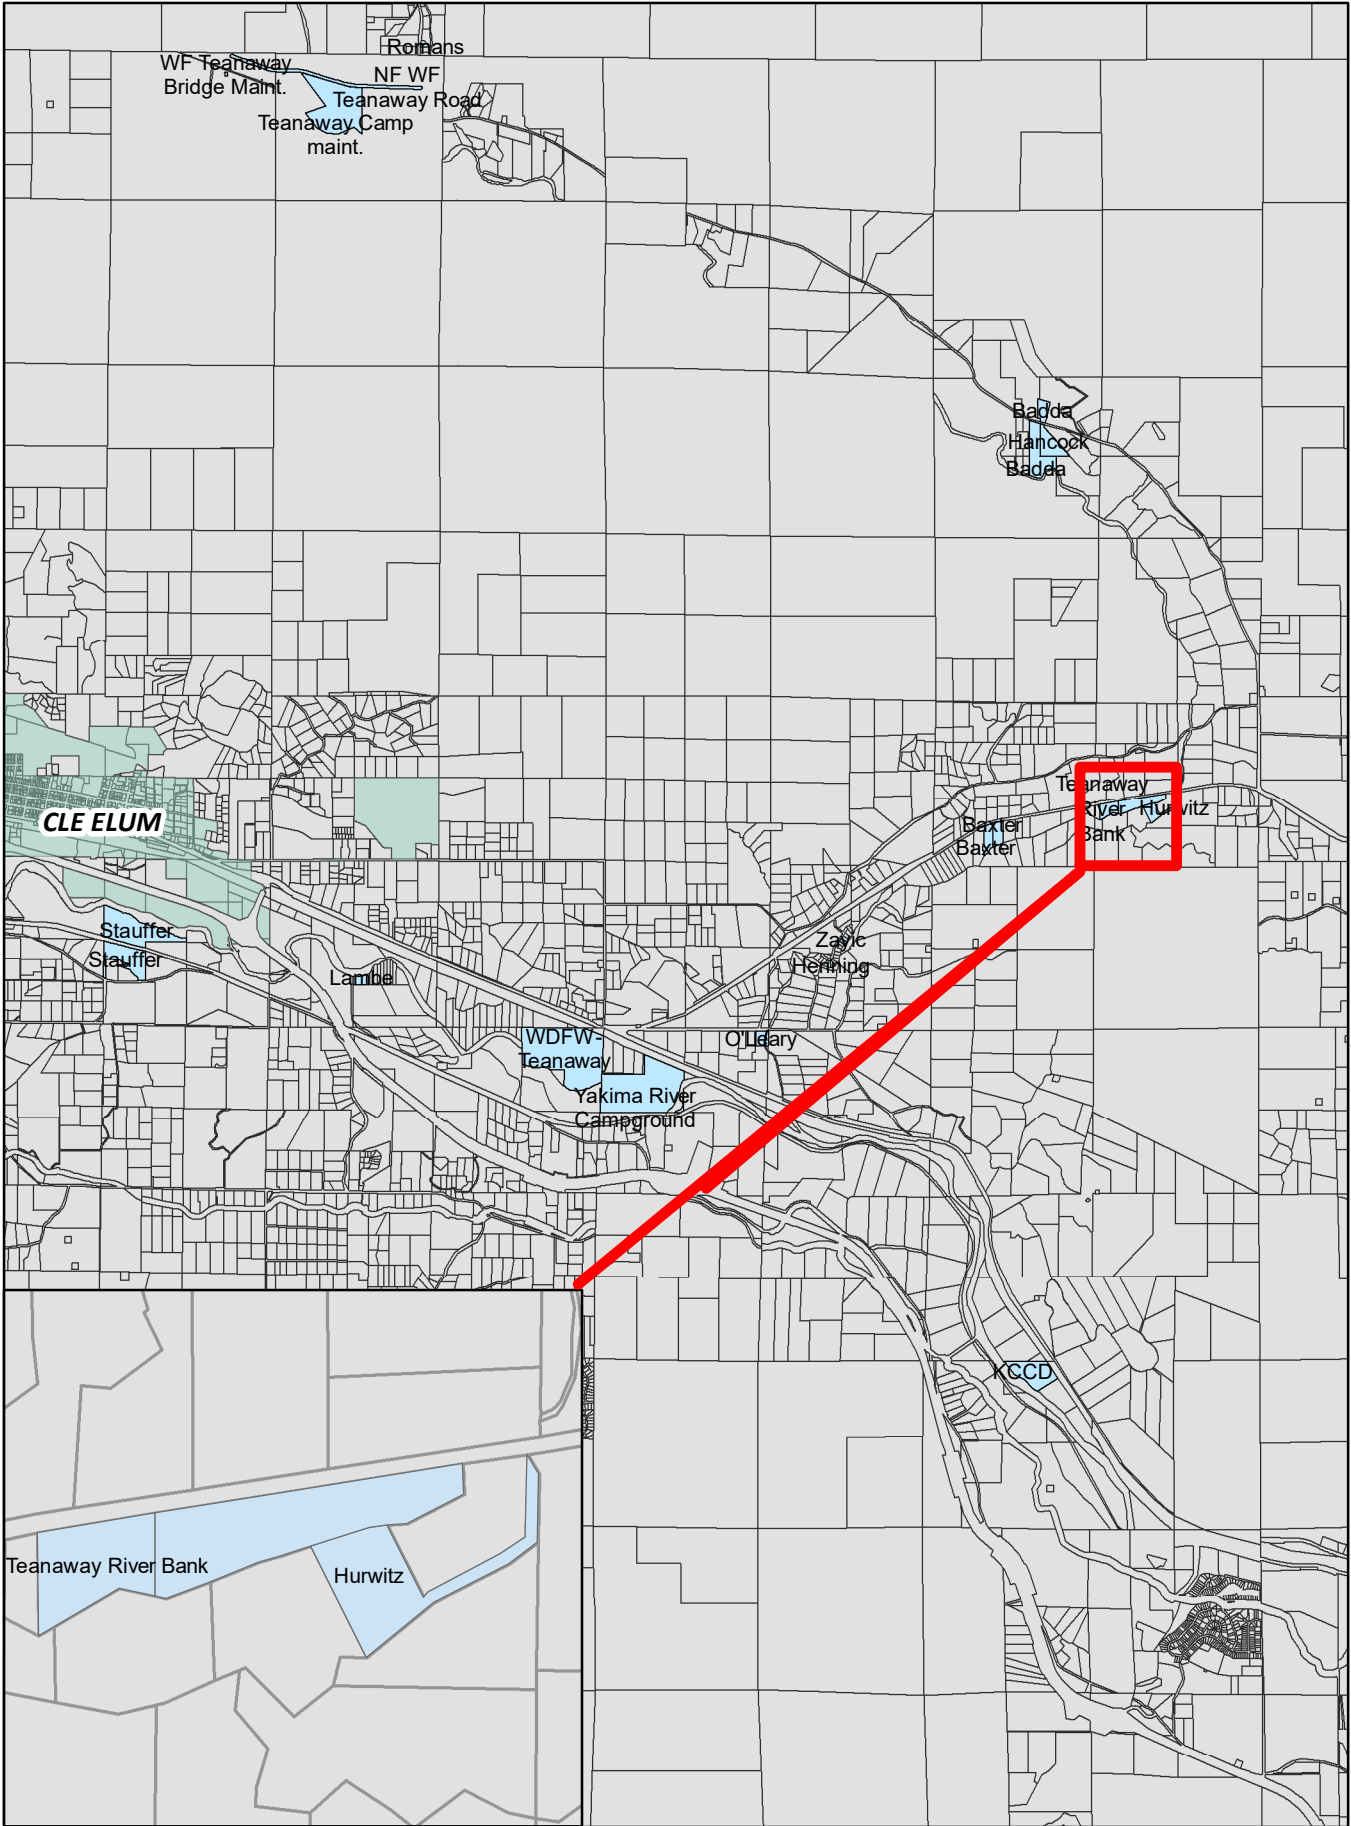 Romans
WF Teanaway
Bridge Maint.
NF WF
Teanaway Road
Teanaway Camp
maint.
Badda
Hancock
Badda
CLE ELUM
Teanaway
River
Bank
Hurwitz
Baxter
Baxter
Stauffer
Stauffer
Lambe
Zavic
Henning
WDFW-
Teanaway
O'Leary
Yakima River
Campground
KCCD
Teanaway River Bank
Hurwitz